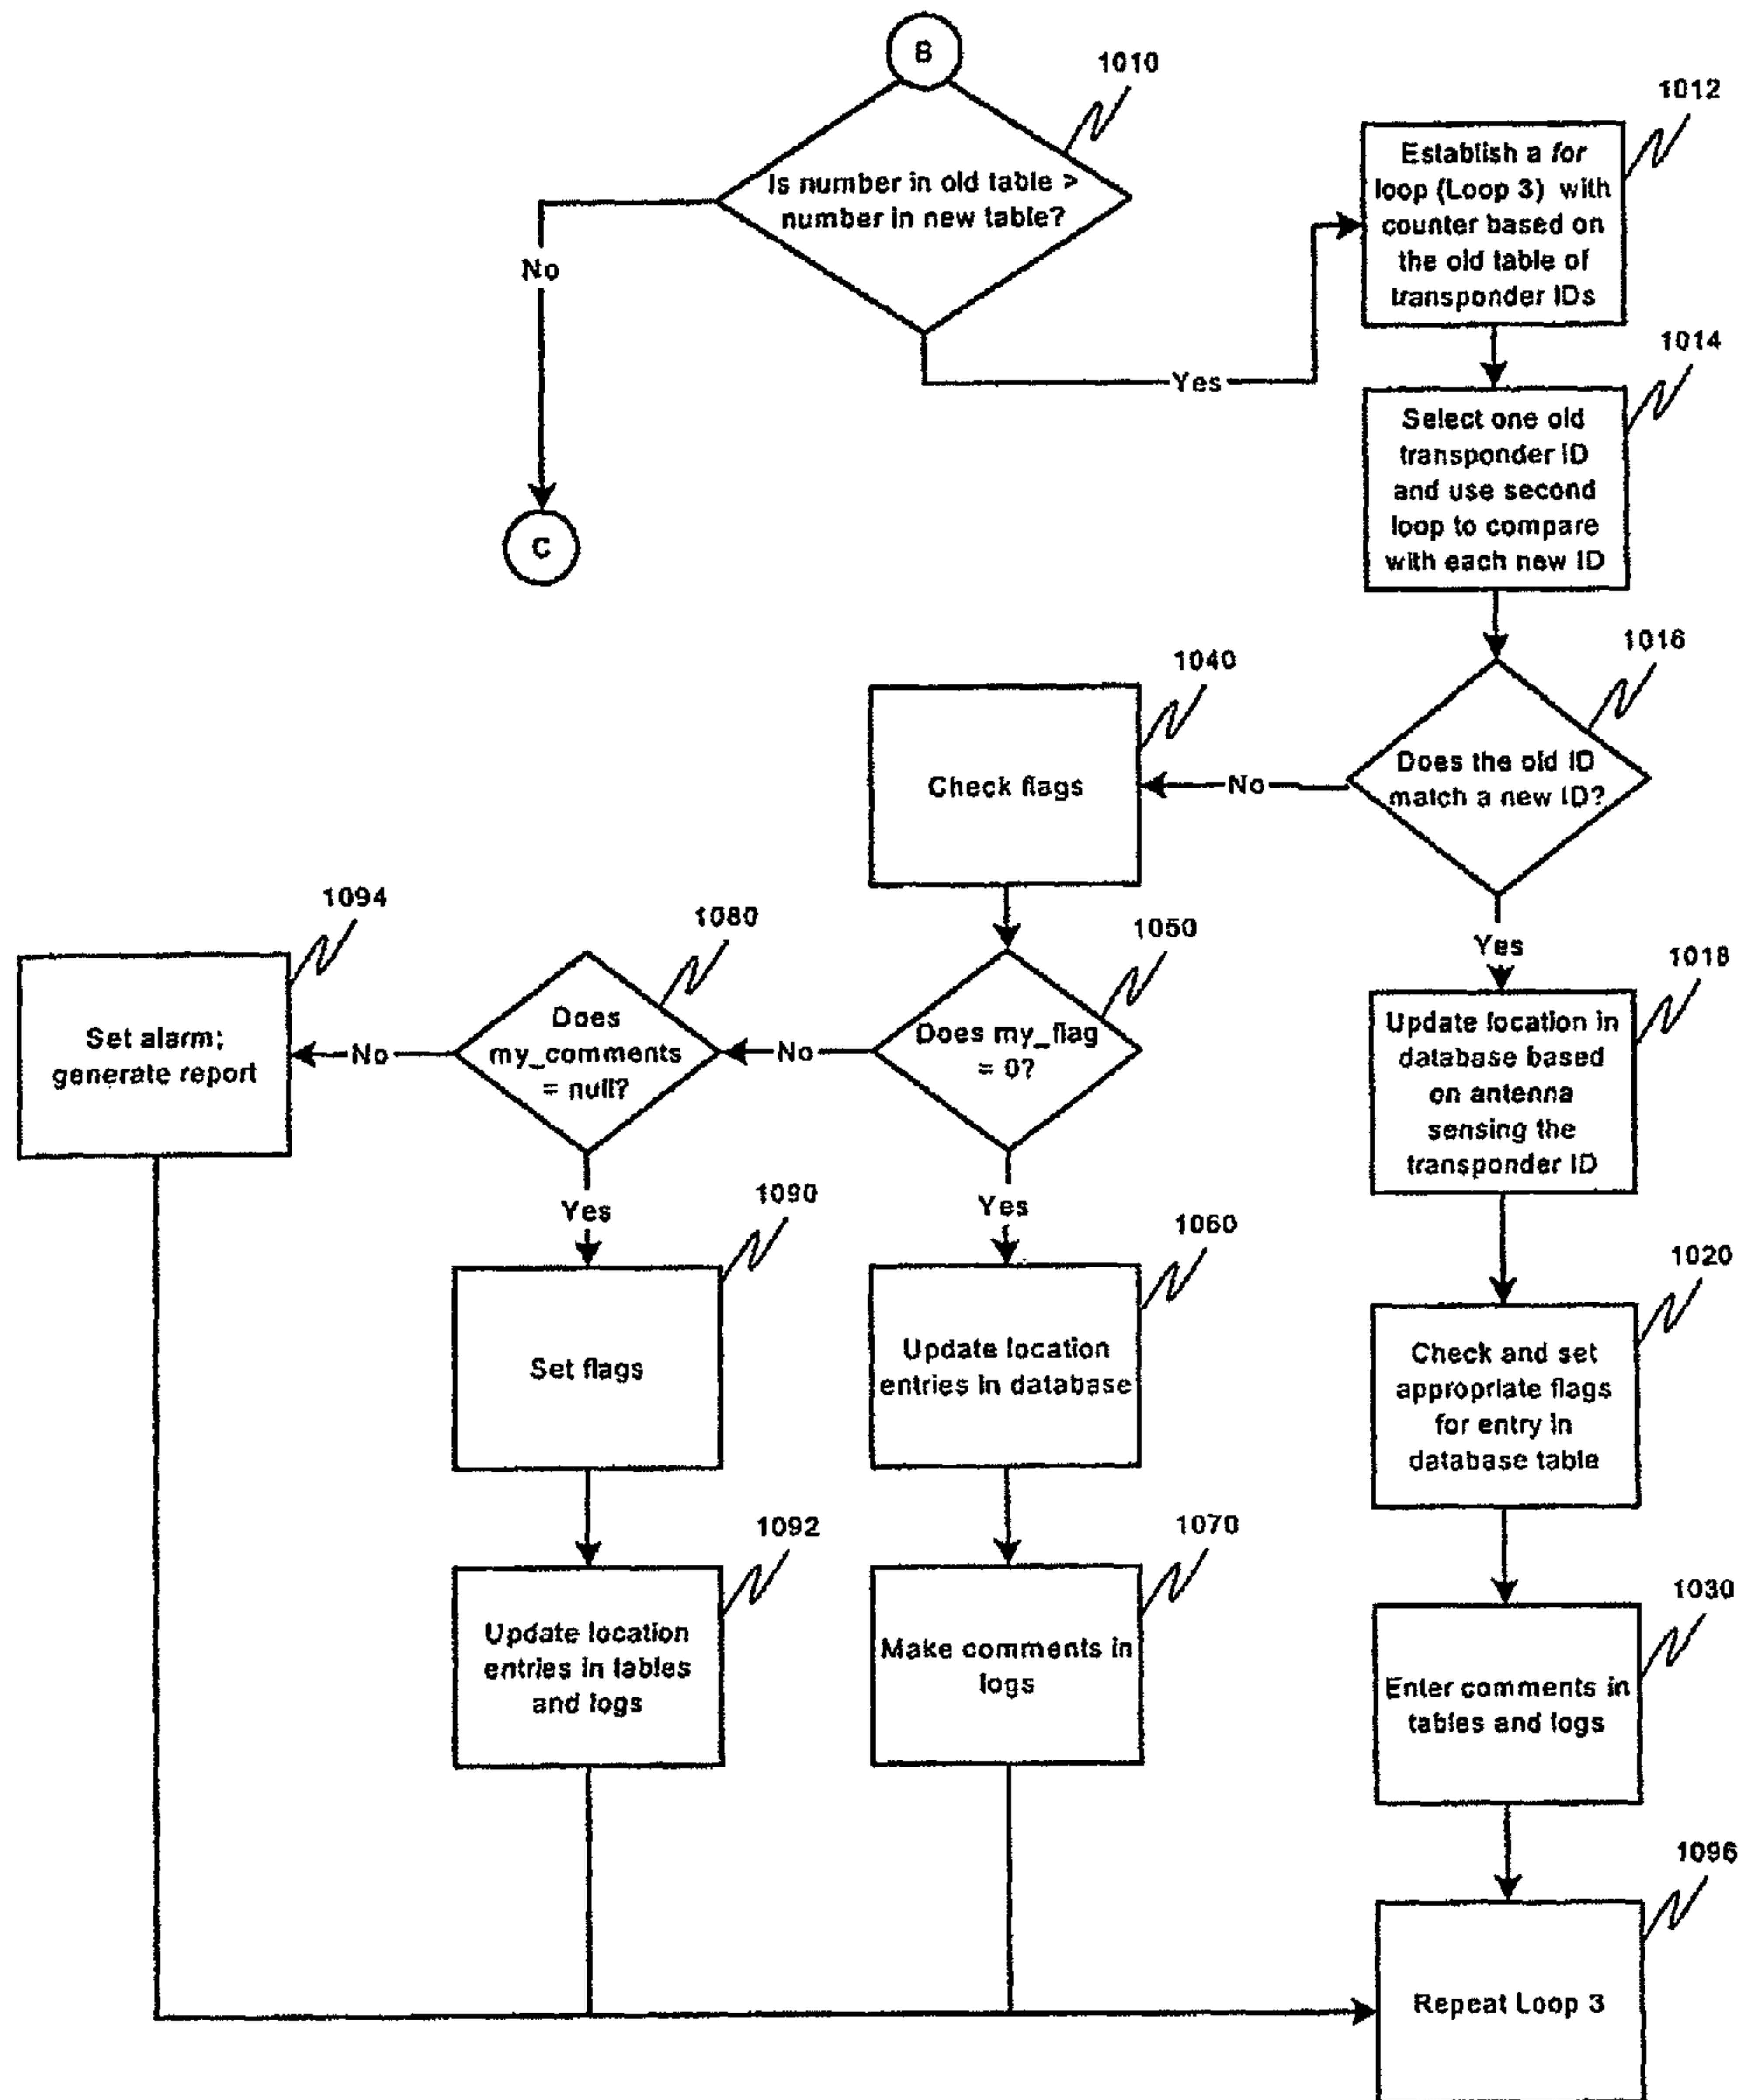 B
1010
Is number in old table >
number in new table?
No
Yes
C
1012
Establish a for
loop (Loop 3) with
counter based on
the old table of
transponder IDs
1014
Select one old
transponder ID
and use second
loop to compare
with each new ID
1016
Does the old ID
match a new ID?
No
Yes
1040
Check flags
1050
Does my_flag
= 0?
No
Yes
1080
Does
my_comments
= null?
No
Yes
1094
Set alarm;
generate report
1018
Update location in
database based
on antenna
sensing the
transponder ID
1090
Set flags
1060
Update location
entries in database
1020
Check and set
appropriate flags
for entry in
database table
1092
Update location
entries in tables
and logs
1070
Make comments in
logs
1030
Enter comments in
tables and logs
1096
Repeat Loop 3